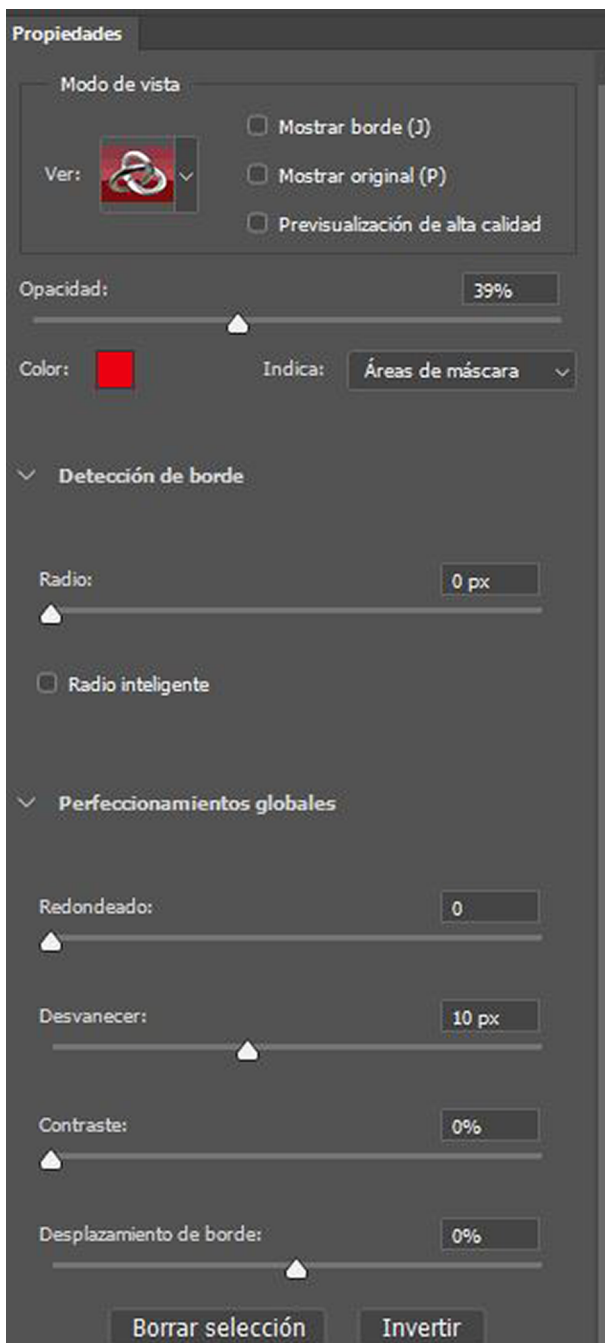 Propiedades
Modo de vista
Ver:
Mostrar borde (J)
Mostrar original (P)
Previsualización de alta calidad
Opacidad: 39%
Color: Indica: Áreas de máscara
Detección de borde
Radio: 0 px
Radio inteligente
Perfeccionamientos globales
Redondeado: 0
Desvanecer: 10 px
Contraste: 0%
Desplazamiento de borde: 0%
Borrar selección Invertir